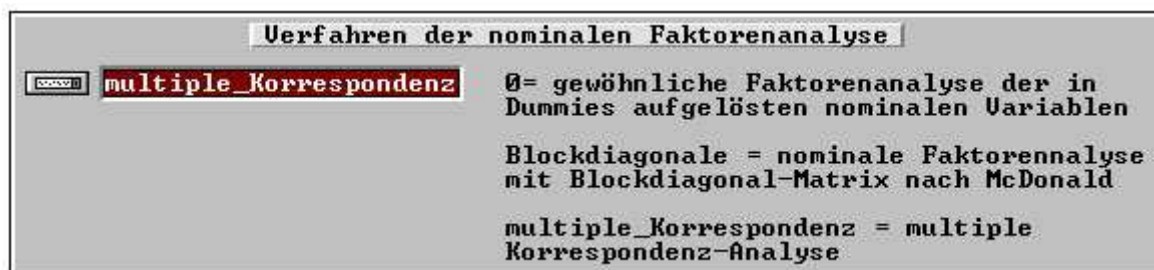 Verfahren der nominalen Faktorenanalyse
multiple_Korrespondenz
0= gewöhnliche Faktorenanalyse der in
Dummies aufgelösten nominalen Variablen
Blockdiagonale = nominale Faktorennalyse
mit Blockdiagonal-Matrix nach McDonald
multiple_Korrespondenz = multiple
Korrespondenz-Analyse